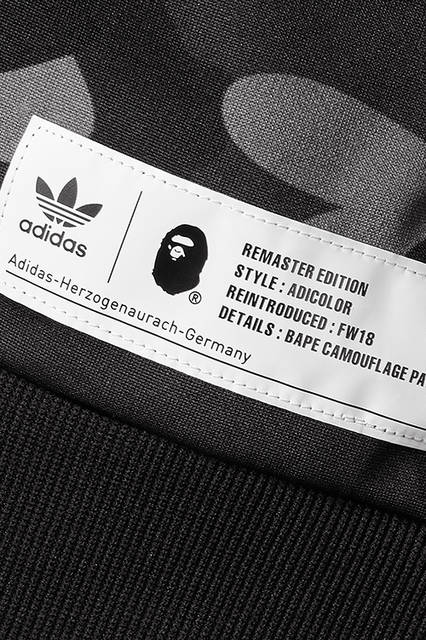 adidas
Adidas-Herzogenaurach-Germany
®
REMASTER EDITION
STYLE : ADICOLOR
REINTRODUCED : FW18
DETAILS : BAPE CAMOUFLAGE PA